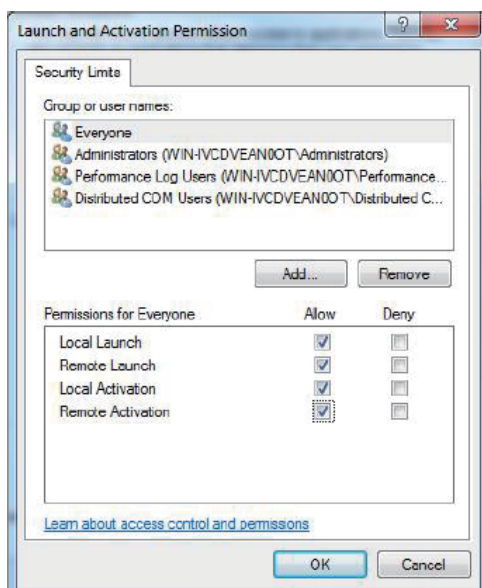 Launch and Activation Permission
Security Limits
Group or user names:
Everyone
Administrators (WIN-IVCDVEAN0OT\Administrators)
Performance Log Users (WIN-IVCDVEAN0OT\Performance...
Distributed COM Users (WIN-IVCDVEAN0OT\Distributed C...
Add... Remove
Permissions for Everyone Allow Deny
Local Launch
Remote Launch
Local Activation
Remote Activation
Learn about access control and permissions
OK Cancel